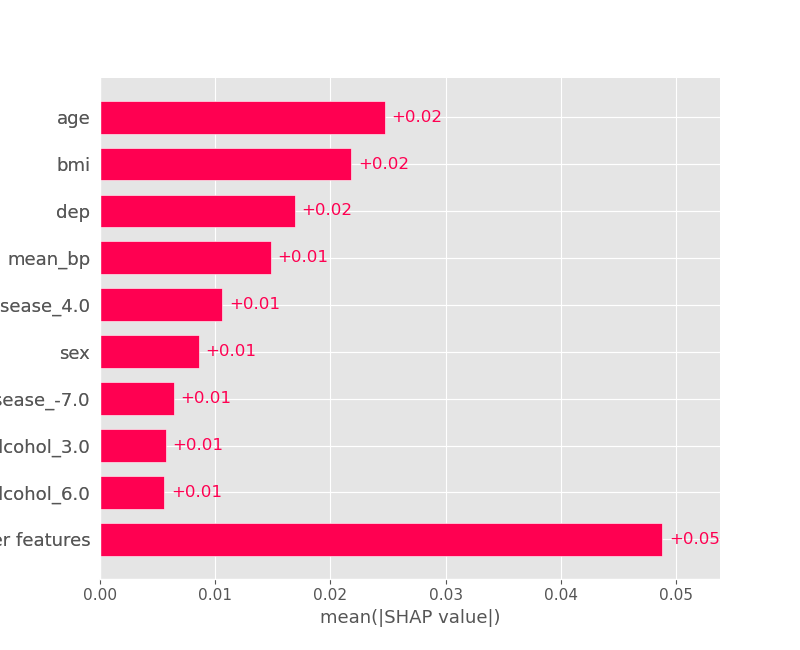 age +0.02
bmi +0.02
dep +0.02
mean_bp +0.01
sease_4.0 +0.01
sex +0.01
sease_-7.0 +0.01
lcohol_3.0 +0.01
lcohol_6.0 +0.01
er features +0.05
0.00 0.01 0.02 0.03 0.04 0.05
mean(|SHAP value|)